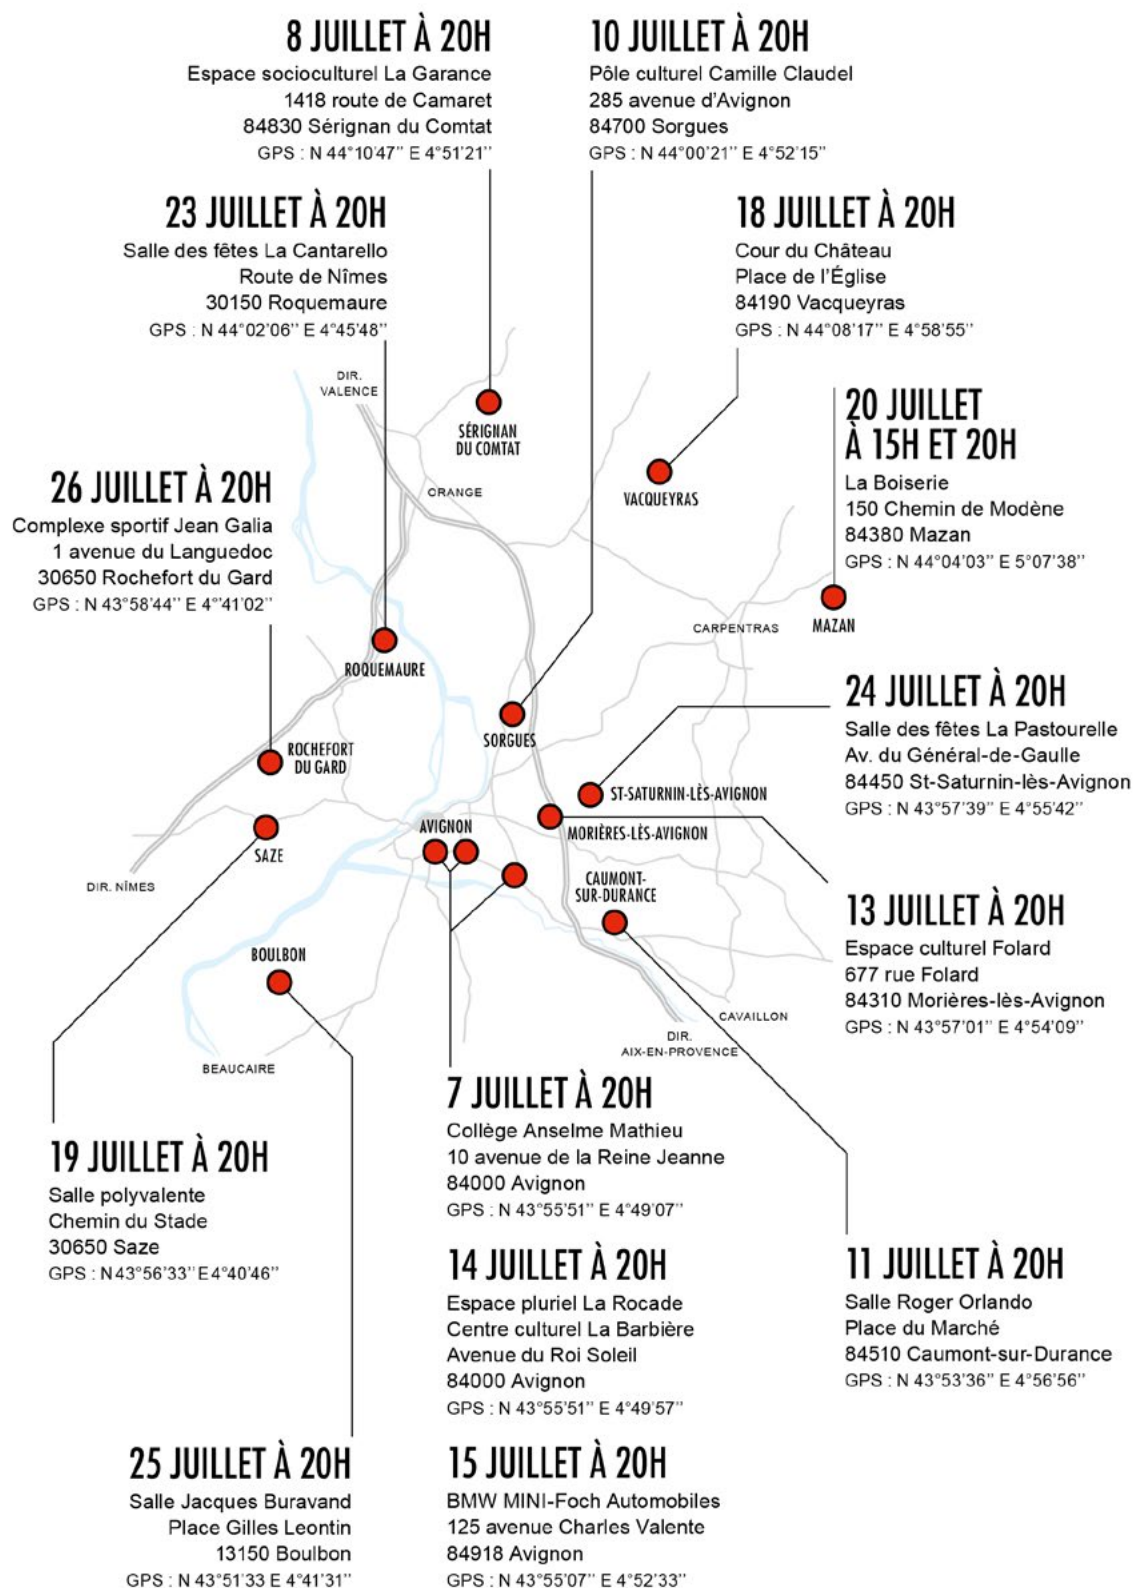 8 JUILLET À 20H
Espace socioculturel La Garance
1418 route de Camaret
84830 Sérignan du Comtat
GPS : N 44°10'47'' E 4°51'21''
10 JUILLET À 20H
Pôle culturel Camille Claudel
285 avenue d'Avignon
84700 Sorgues
GPS : N 44°00'21'' E 4°52'15''
23 JUILLET À 20H
Salle des fêtes La Cantarello
Route de Nîmes
30150 Roquemaure
GPS : N 44°02'06'' E 4°45'48''
18 JUILLET À 20H
Cour du Château
Place de l'Église
84190 Vacqueyras
GPS : N 44°08'17'' E 4°58'55''
20 JUILLET
À 15H ET 20H
La Boiserie
150 Chemin de Modène
84380 Mazan
GPS : N 44°04'03'' E 5°07'38''
26 JUILLET À 20H
Complexe sportif Jean Galia
1 avenue du Languedoc
30650 Rochefort du Gard
GPS : N 43°58'44'' E 4°'41'02''
DIR.
VALENCE
SÉRIGNAN
DU COMTAT
ORANGE
VACQUEYRAS
CARPENTRAS
MAZAN
ROQUEMAURE
SORGUES
ROCHEFORT
DU GARD
ST-SATURNIN-LÈS-AVIGNON
AVIGNON
MORIÈRES-LÈS-AVIGNON
SAZE
DIR. NÎMES
CAUMONT-
SUR-DURANCE
BOULBON
CAVAILLON
DIR.
AIX-EN-PROVENCE
BEAUCAIRE
24 JUILLET À 20H
Salle des fêtes La Pastourelle
Av. du Général-de-Gaulle
84450 St-Saturnin-lès-Avignon
GPS : N 43°57'39'' E 4°55'42''
13 JUILLET À 20H
Espace culturel Folard
677 rue Folard
84310 Morières-lès-Avignon
GPS : N 43°57'01'' E 4°54'09''
19 JUILLET À 20H
Salle polyvalente
Chemin du Stade
30650 Saze
GPS : N 43°56'33'' E 4°40'46''
7 JUILLET À 20H
Collège Anselme Mathieu
10 avenue de la Reine Jeanne
84000 Avignon
GPS : N 43°55'51'' E 4°49'07''
14 JUILLET À 20H
Espace pluriel La Rocade
Centre culturel La Barbière
Avenue du Roi Soleil
84000 Avignon
GPS : N 43°55'51'' E 4°49'57''
11 JUILLET À 20H
Salle Roger Orlando
Place du Marché
84510 Caumont-sur-Durance
GPS : N 43°53'36'' E 4°56'56''
25 JUILLET À 20H
Salle Jacques Buravand
Place Gilles Leontin
13150 Boulbon
GPS : N 43°51'33 E 4°41'31''
15 JUILLET À 20H
BMW MINI-Foch Automobiles
125 avenue Charles Valente
84918 Avignon
GPS : N 43°55'07'' E 4°52'33''